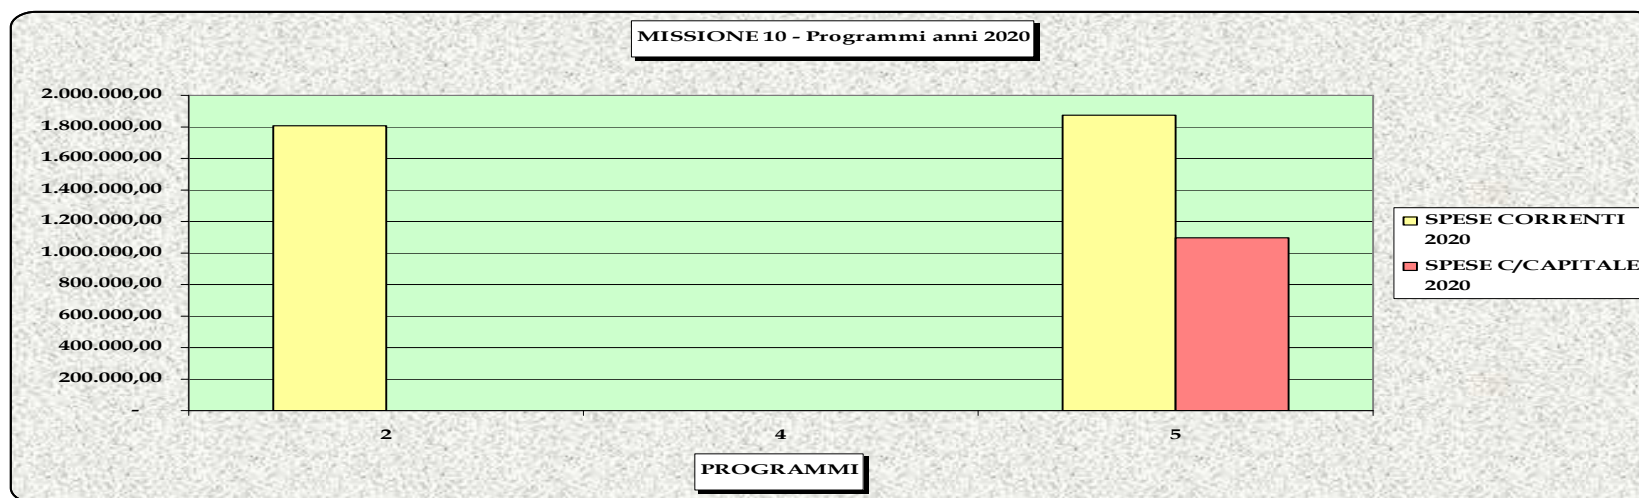 MISSIONE 10 - Programmi anni 2020
2.000.000,00
1.800.000,00
1.600.000,00
1.400.000,00
1.200.000,00
1.000.000,00
800.000,00
600.000,00
400.000,00
200.000,00
-
2 4 5
PROGRAMMI
SPESE CORRENTI
2020
SPESE C/CAPITALE
2020